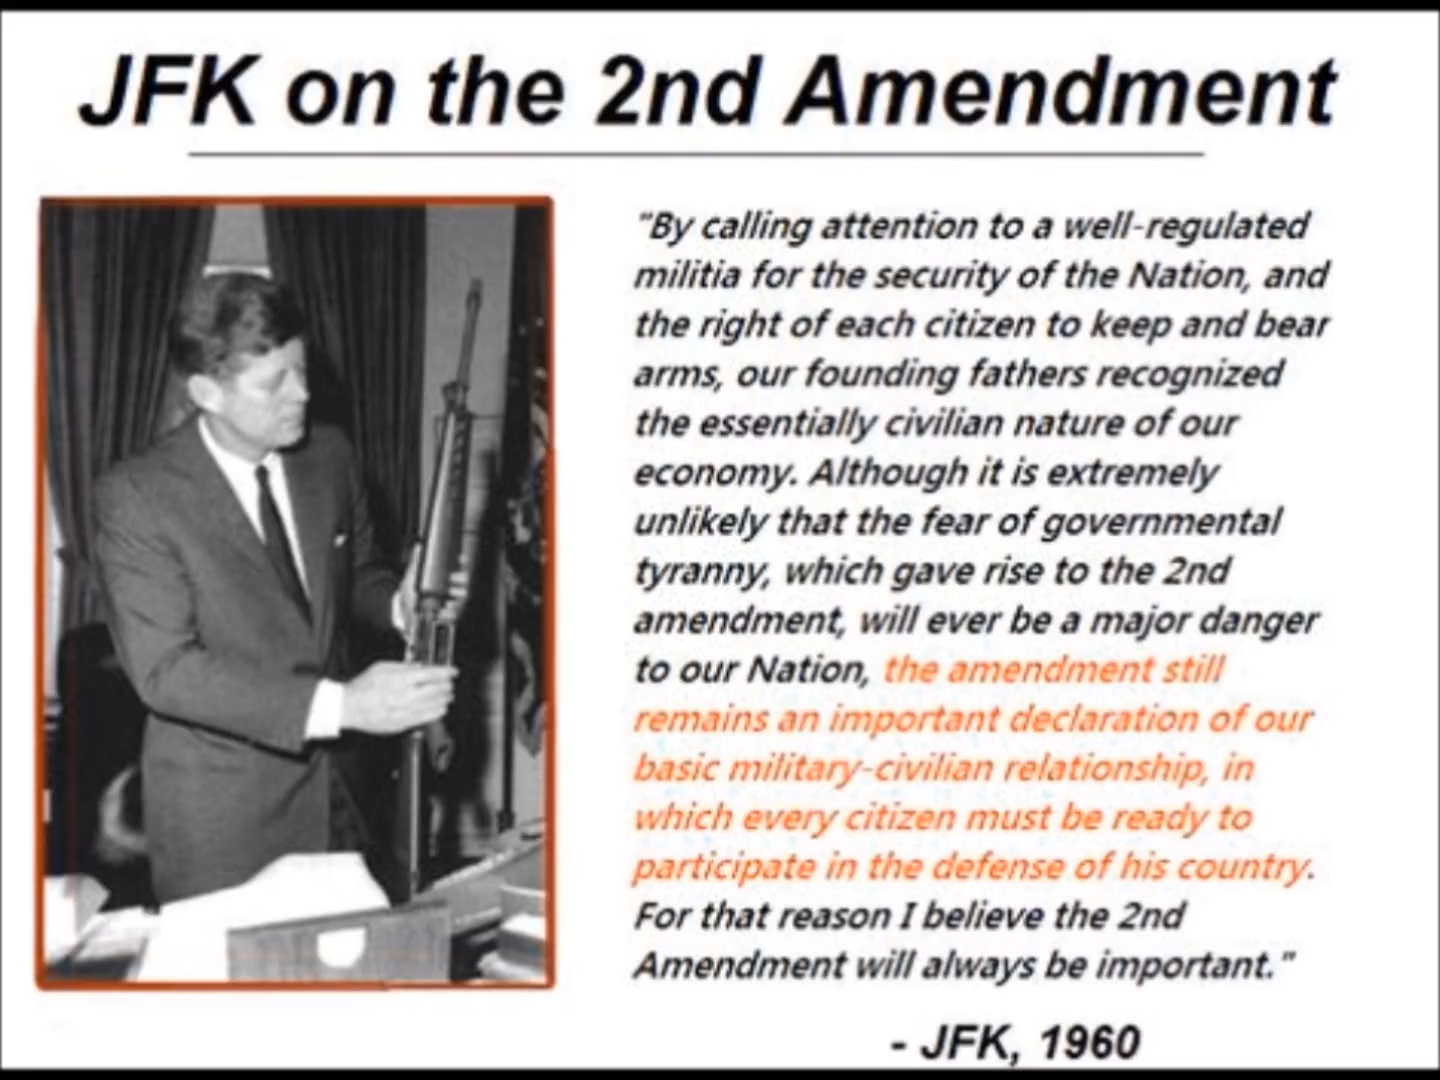 JFK on the 2nd Amendment
"By calling attention to a well-regulated
militia for the security of the Nation, and
the right of each citizen to keep and bear
arms, our founding fathers recognized
the essentially civilian nature of our
economy. Although it is extremely
unlikely that the fear of governmental
tyranny, which gave rise to the 2nd
amendment, will ever be a major danger
to our Nation, the amendment still
remains an important declaration of our
basic military-civilian relationship, in
which every citizen must be ready to
participate in the defense of his country.
For that reason I believe the 2nd
Amendment will always be important."
- JFK, 1960